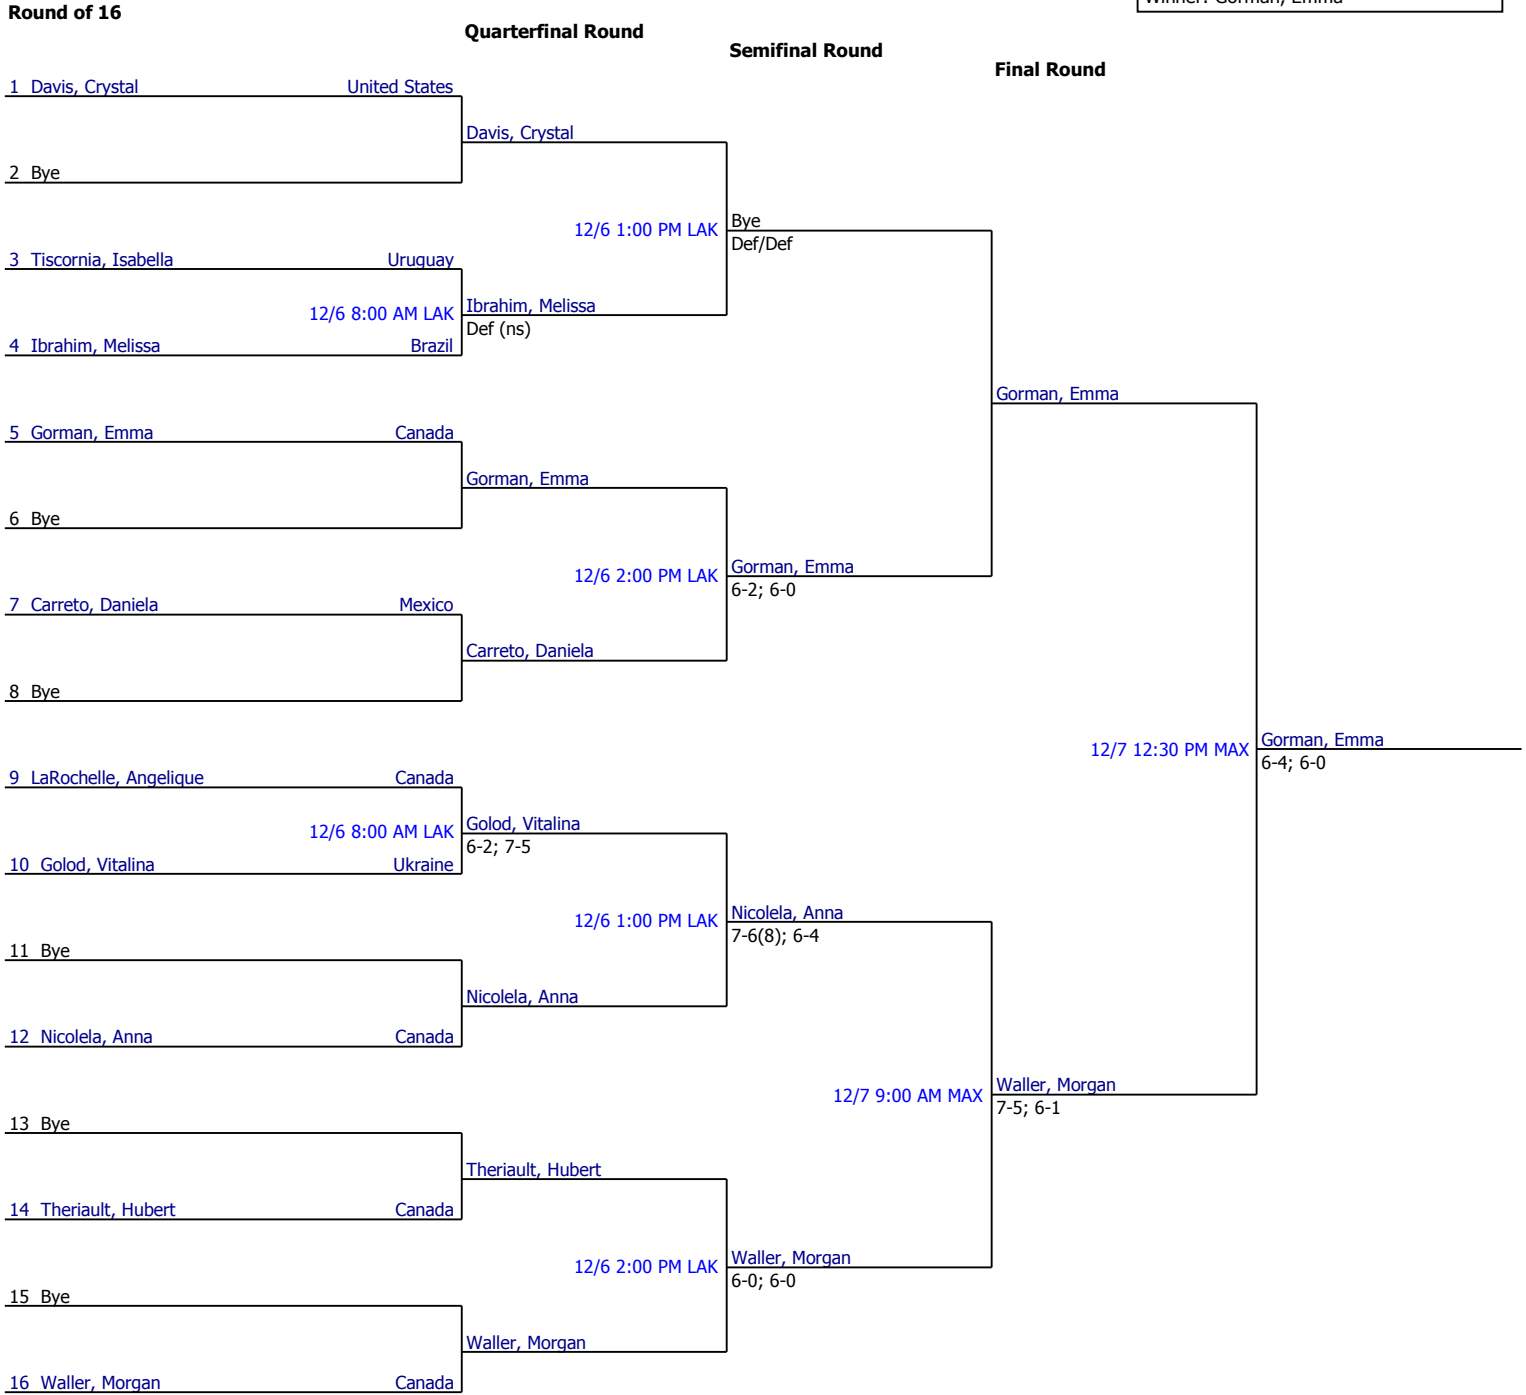 Winner: Gorman, Emma
Round of 16
Quarterfinal Round
Semifinal Round
Final Round
1 Davis, Crystal United States
Davis, Crystal
2 Bye
12/6 1:00 PM LAK Bye
Def/Def
3 Tiscornia, Isabella Uruguay
12/6 8:00 AM LAK Ibrahim, Melissa
Def (ns)
4 Ibrahim, Melissa Brazil
Gorman, Emma
5 Gorman, Emma Canada
Gorman, Emma
6 Bye
12/6 2:00 PM LAK Gorman, Emma
6-2; 6-0
7 Carreto, Daniela Mexico
Carreto, Daniela
8 Bye
12/7 12:30 PM MAX Gorman, Emma
6-4; 6-0
9 LaRochelle, Angelique Canada
12/6 8:00 AM LAK Golod, Vitalina
6-2; 7-5
10 Golod, Vitalina Ukraine
12/6 1:00 PM LAK Nicolela, Anna
7-6(8); 6-4
11 Bye
Nicolela, Anna
12 Nicolela, Anna Canada
12/7 9:00 AM MAX Waller, Morgan
7-5; 6-1
13 Bye
Theriault, Hubert
14 Theriault, Hubert Canada
12/6 2:00 PM LAK Waller, Morgan
6-0; 6-0
15 Bye
Waller, Morgan
16 Waller, Morgan Canada